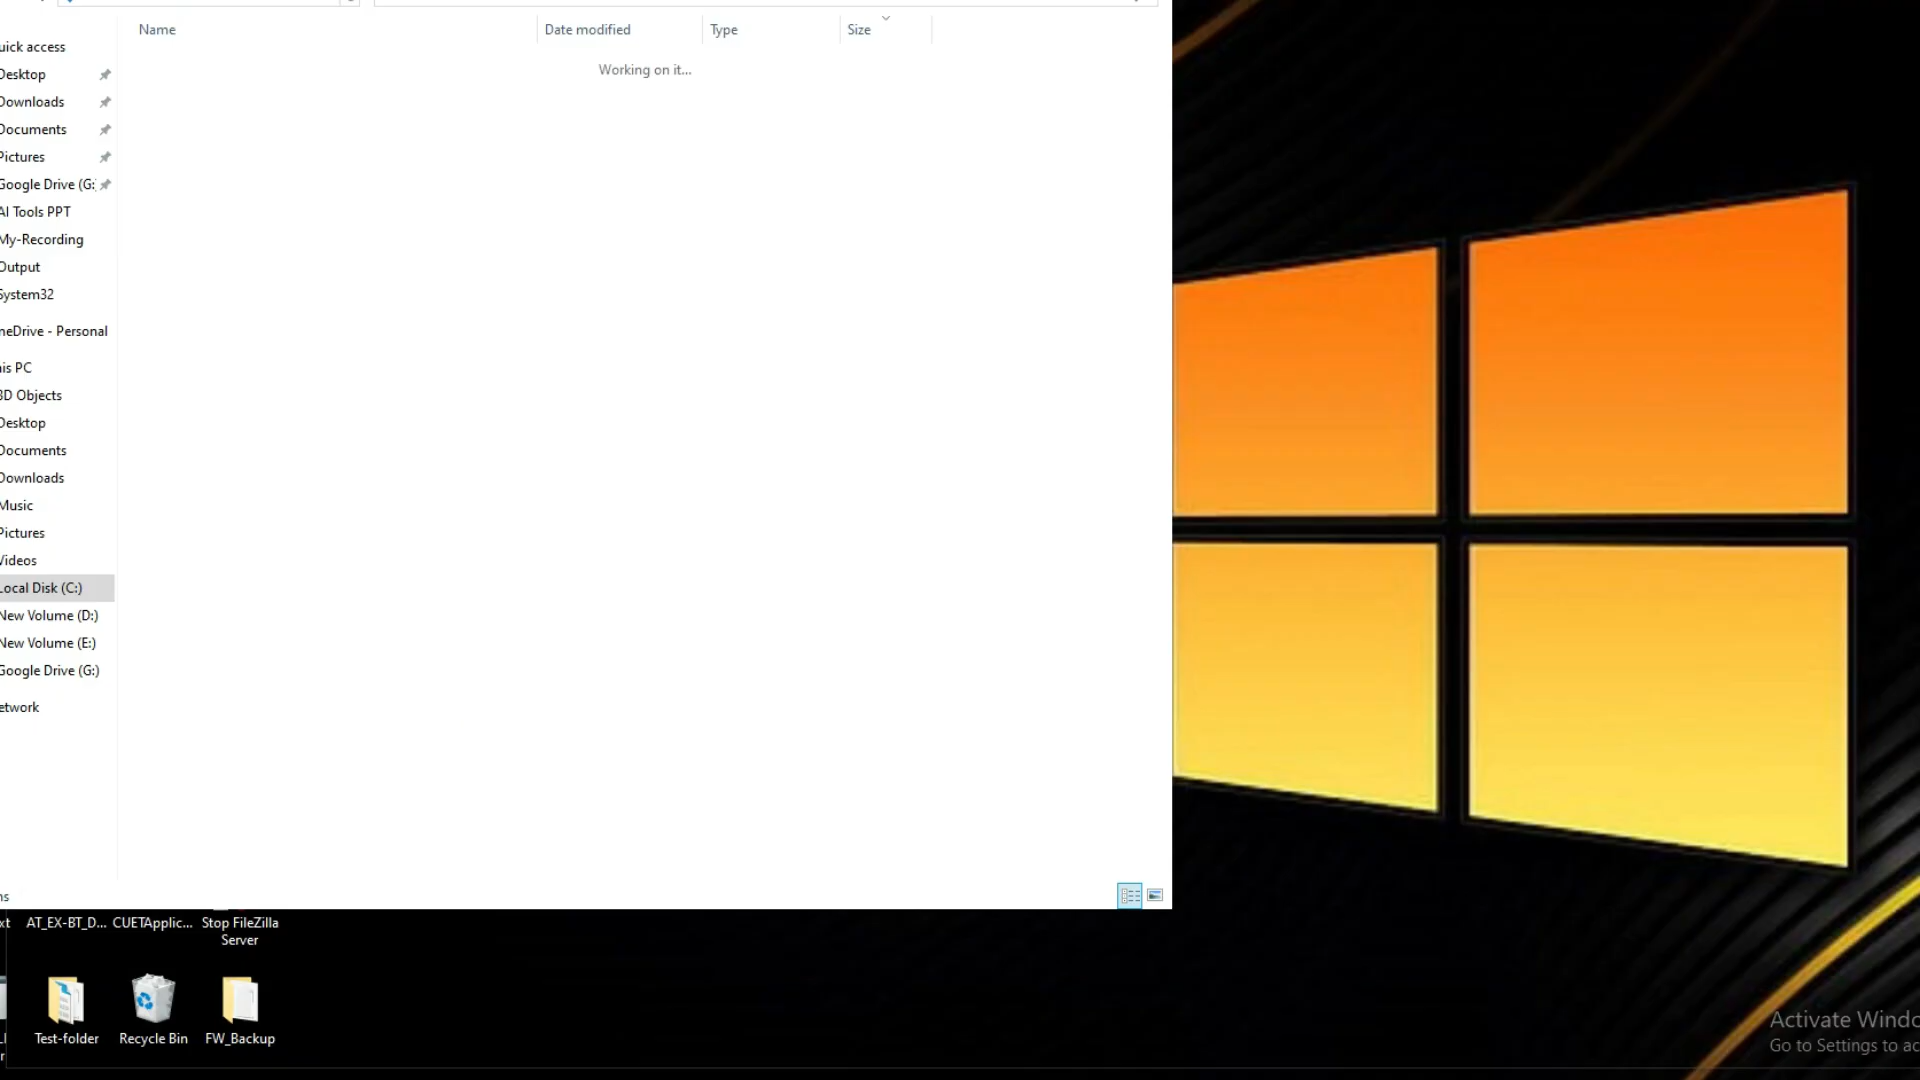 Name Date modified Type Size
Working on it...
uick access
Desktop
Downloads
Documents
Pictures
Google Drive (G:
AI Tools PPT
My-Recording
Output
System32
neDrive - Personal
is PC
3D Objects
Desktop
Documents
Downloads
Music
Pictures
Videos
Local Disk (C:)
New Volume (D:)
New Volume (E:)
Google Drive (G:)
etwork
ns
xt AT_EX-BT_D... CUETApplic... Stop FileZilla
Server
Test-folder Recycle Bin FW_Backup
Activate Windo
Go to Settings to ac